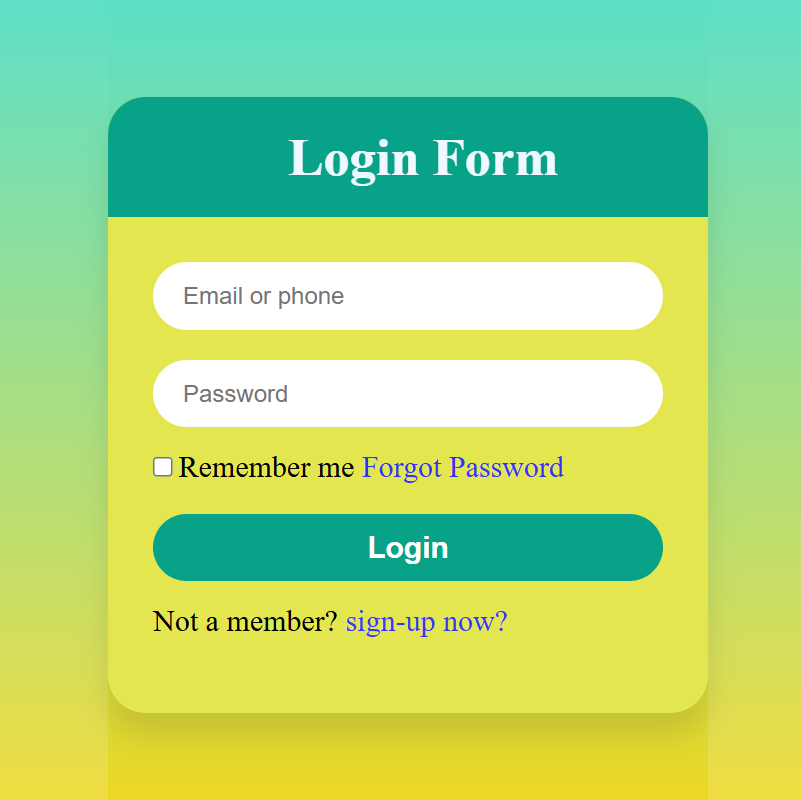 Login Form
Email or phone
Password
Remember me Forgot Password
Login
Not a member? sign-up now?